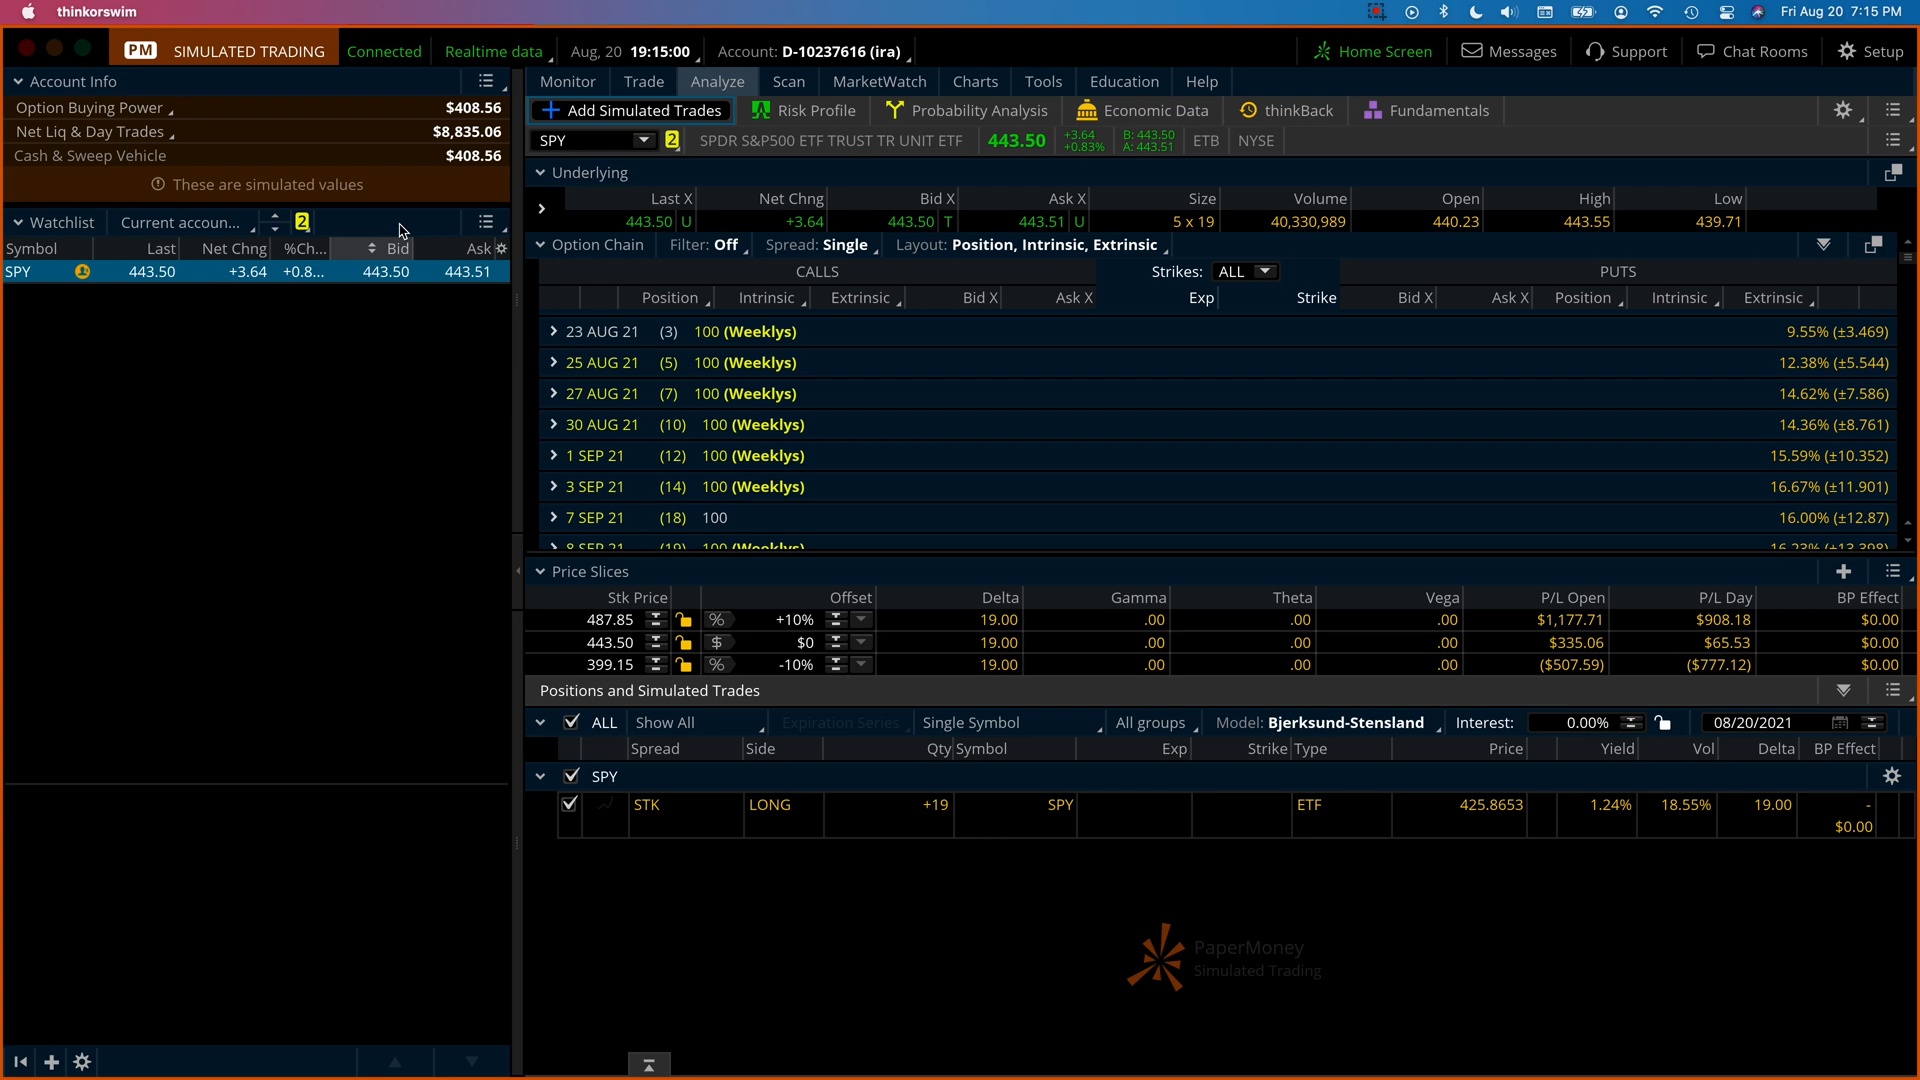 thinkorswim
Fri Aug 20 7:15 PM
PM SIMULATED TRADING Connected Realtime data Aug, 20 19:15:00 Account: D-10237616 (ira) Home Screen Messages Support Chat Rooms Setup
Account Info
Option Buying Power $408.56
Net Liq & Day Trades $8,835.06
Cash & Sweep Vehicle $408.56
These are simulated values
Watchlist Current accoun... 2
Symbol Last Net Chng %Ch... Bid Ask
SPY 443.50 +3.64 +0.8... 443.50 443.51
Monitor Trade Analyze Scan MarketWatch Charts Tools Education Help
Add Simulated Trades Risk Profile Probability Analysis Economic Data thinkBack Fundamentals
SPY 2 SPDR S&P500 ETF TRUST TR UNIT ETF 443.50 +3.64 B: 443.50 ETB NYSE
+0.83% A: 443.51
Underlying
Last X Net Chng Bid X Ask X Size Volume Open High Low
443.50 U +3.64 443.50 T 443.51 U 5 x 19 40,330,989 440.23 443.55 439.71
Option Chain Filter: Off Spread: Single Layout: Position, Intrinsic, Extrinsic
CALLS Strikes: ALL PUTS
Position Intrinsic Extrinsic Bid X Ask X Exp Strike Bid X Ask X Position Intrinsic Extrinsic
23 AUG 21 (3) 100 (Weeklys) 9.55% (±3.469)
25 AUG 21 (5) 100 (Weeklys) 12.38% (±5.544)
27 AUG 21 (7) 100 (Weeklys) 14.62% (±7.586)
30 AUG 21 (10) 100 (Weeklys) 14.36% (±8.761)
1 SEP 21 (12) 100 (Weeklys) 15.59% (±10.352)
3 SEP 21 (14) 100 (Weeklys) 16.67% (±11.901)
7 SEP 21 (18) 100 16.00% (±12.87)
8 SEP 21 (19) 100 (Weeklys) 16.23% (±13.398)
Price Slices
Stk Price Offset Delta Gamma Theta Vega P/L Open P/L Day BP Effect
487.85 % +10% 19.00 .00 .00 .00 $1,177.71 $908.18 $0.00
443.50 $ $0 19.00 .00 .00 .00 $335.06 $65.53 $0.00
399.15 % -10% 19.00 .00 .00 .00 ($507.59) ($777.12) $0.00
Positions and Simulated Trades
ALL Show All Expiration Series Single Symbol All groups Model: Bjerksund-Stensland Interest: 0.00% 08/20/2021
Spread Side Qty Symbol Exp Strike Type Price Yield Vol Delta BP Effect
SPY
STK LONG +19 SPY ETF 425.8653 1.24% 18.55% 19.00 -
$0.00
PaperMoney
Simulated Trading